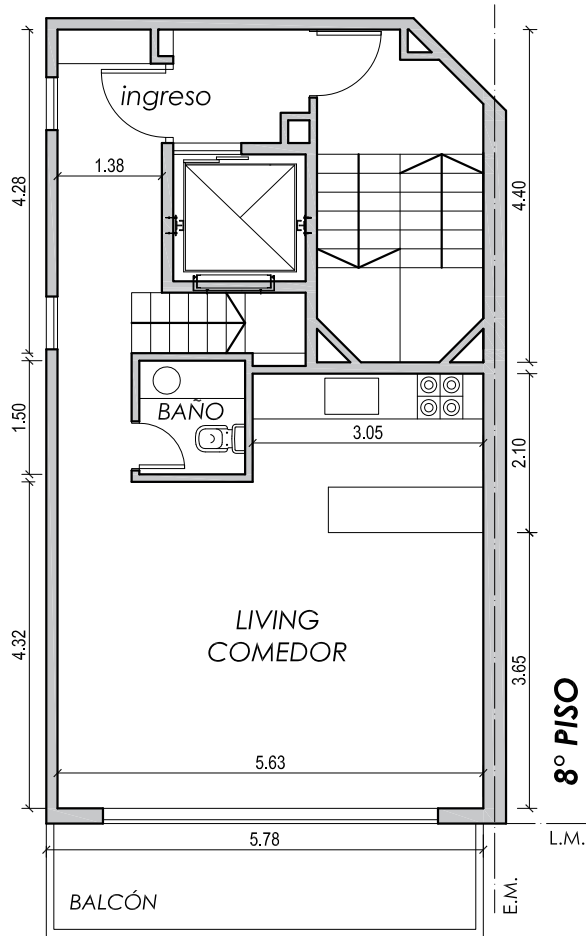 ingreso
1.38
4.28
4.40
BAÑO
1.50
3.05
2.10
LIVING
COMEDOR
4.32
3.65
8° PISO
5.63
5.78
L.M.
E.M.
BALCÓN